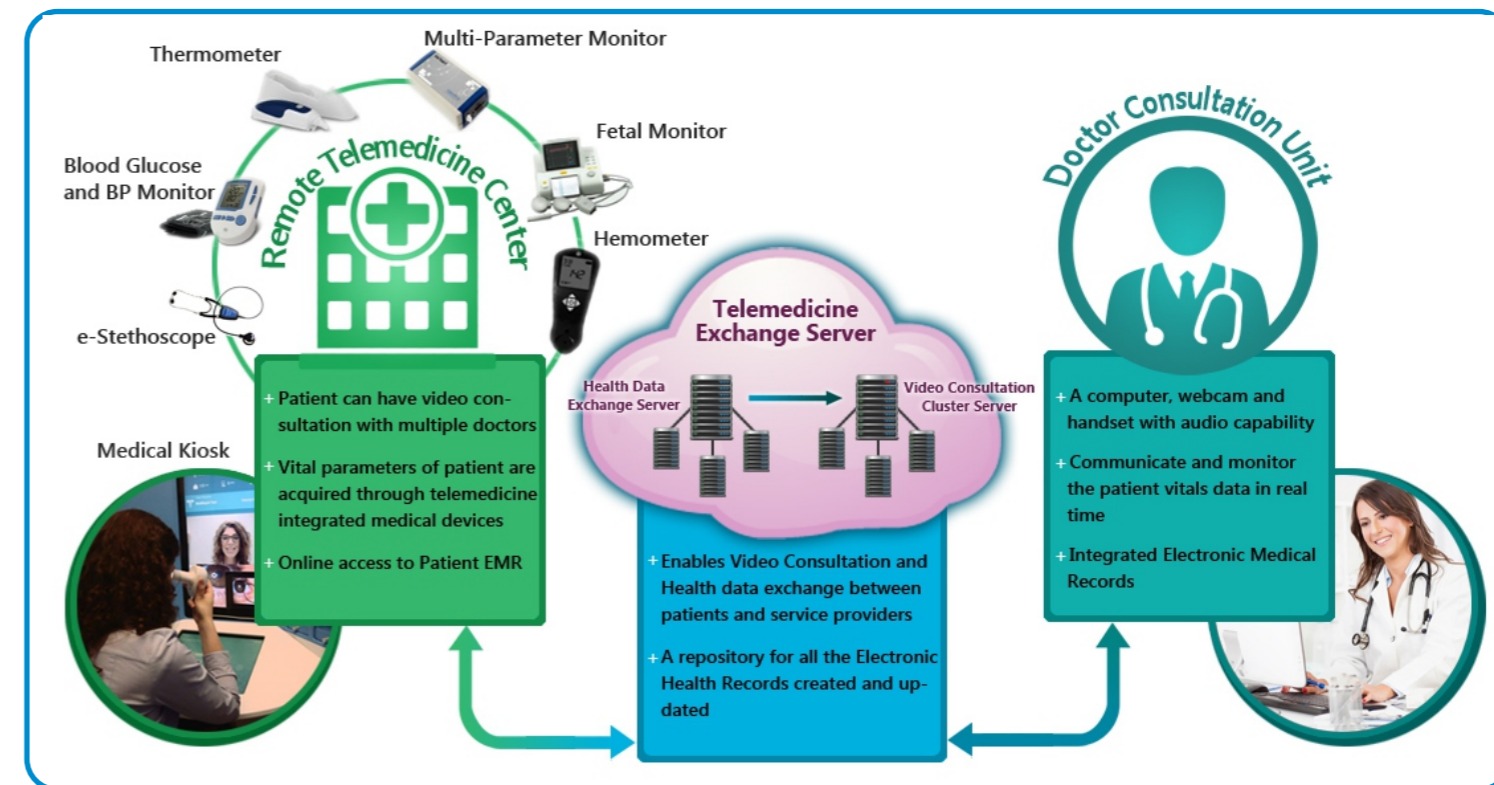 Multi-Parameter Monitor
Thermometer
Fetal Monitor
Blood Glucose
and BP Monitor
Remote Telemedicine Center
Hemometer
e-Stethoscope
Medical Kiosk
+ Patient can have video con-
sultation with multiple doctors
+ Vital parameters of patient are
acquired through telemedicine
integrated medical devices
+ Online access to Patient EMR
Telemedicine
Exchange Server
Health Data
Exchange Server
Video Consultation
Cluster Server
+ Enables Video Consultation and
Health data exchange between
patients and service providers
+ A repository for all the Electronic
Health Records created and up-
dated
Doctor Consultation Unit
+ A computer, webcam and
handset with audio capability
+ Communicate and monitor
the patient vitals data in real
time
+ Integrated Electronic Medical
Records